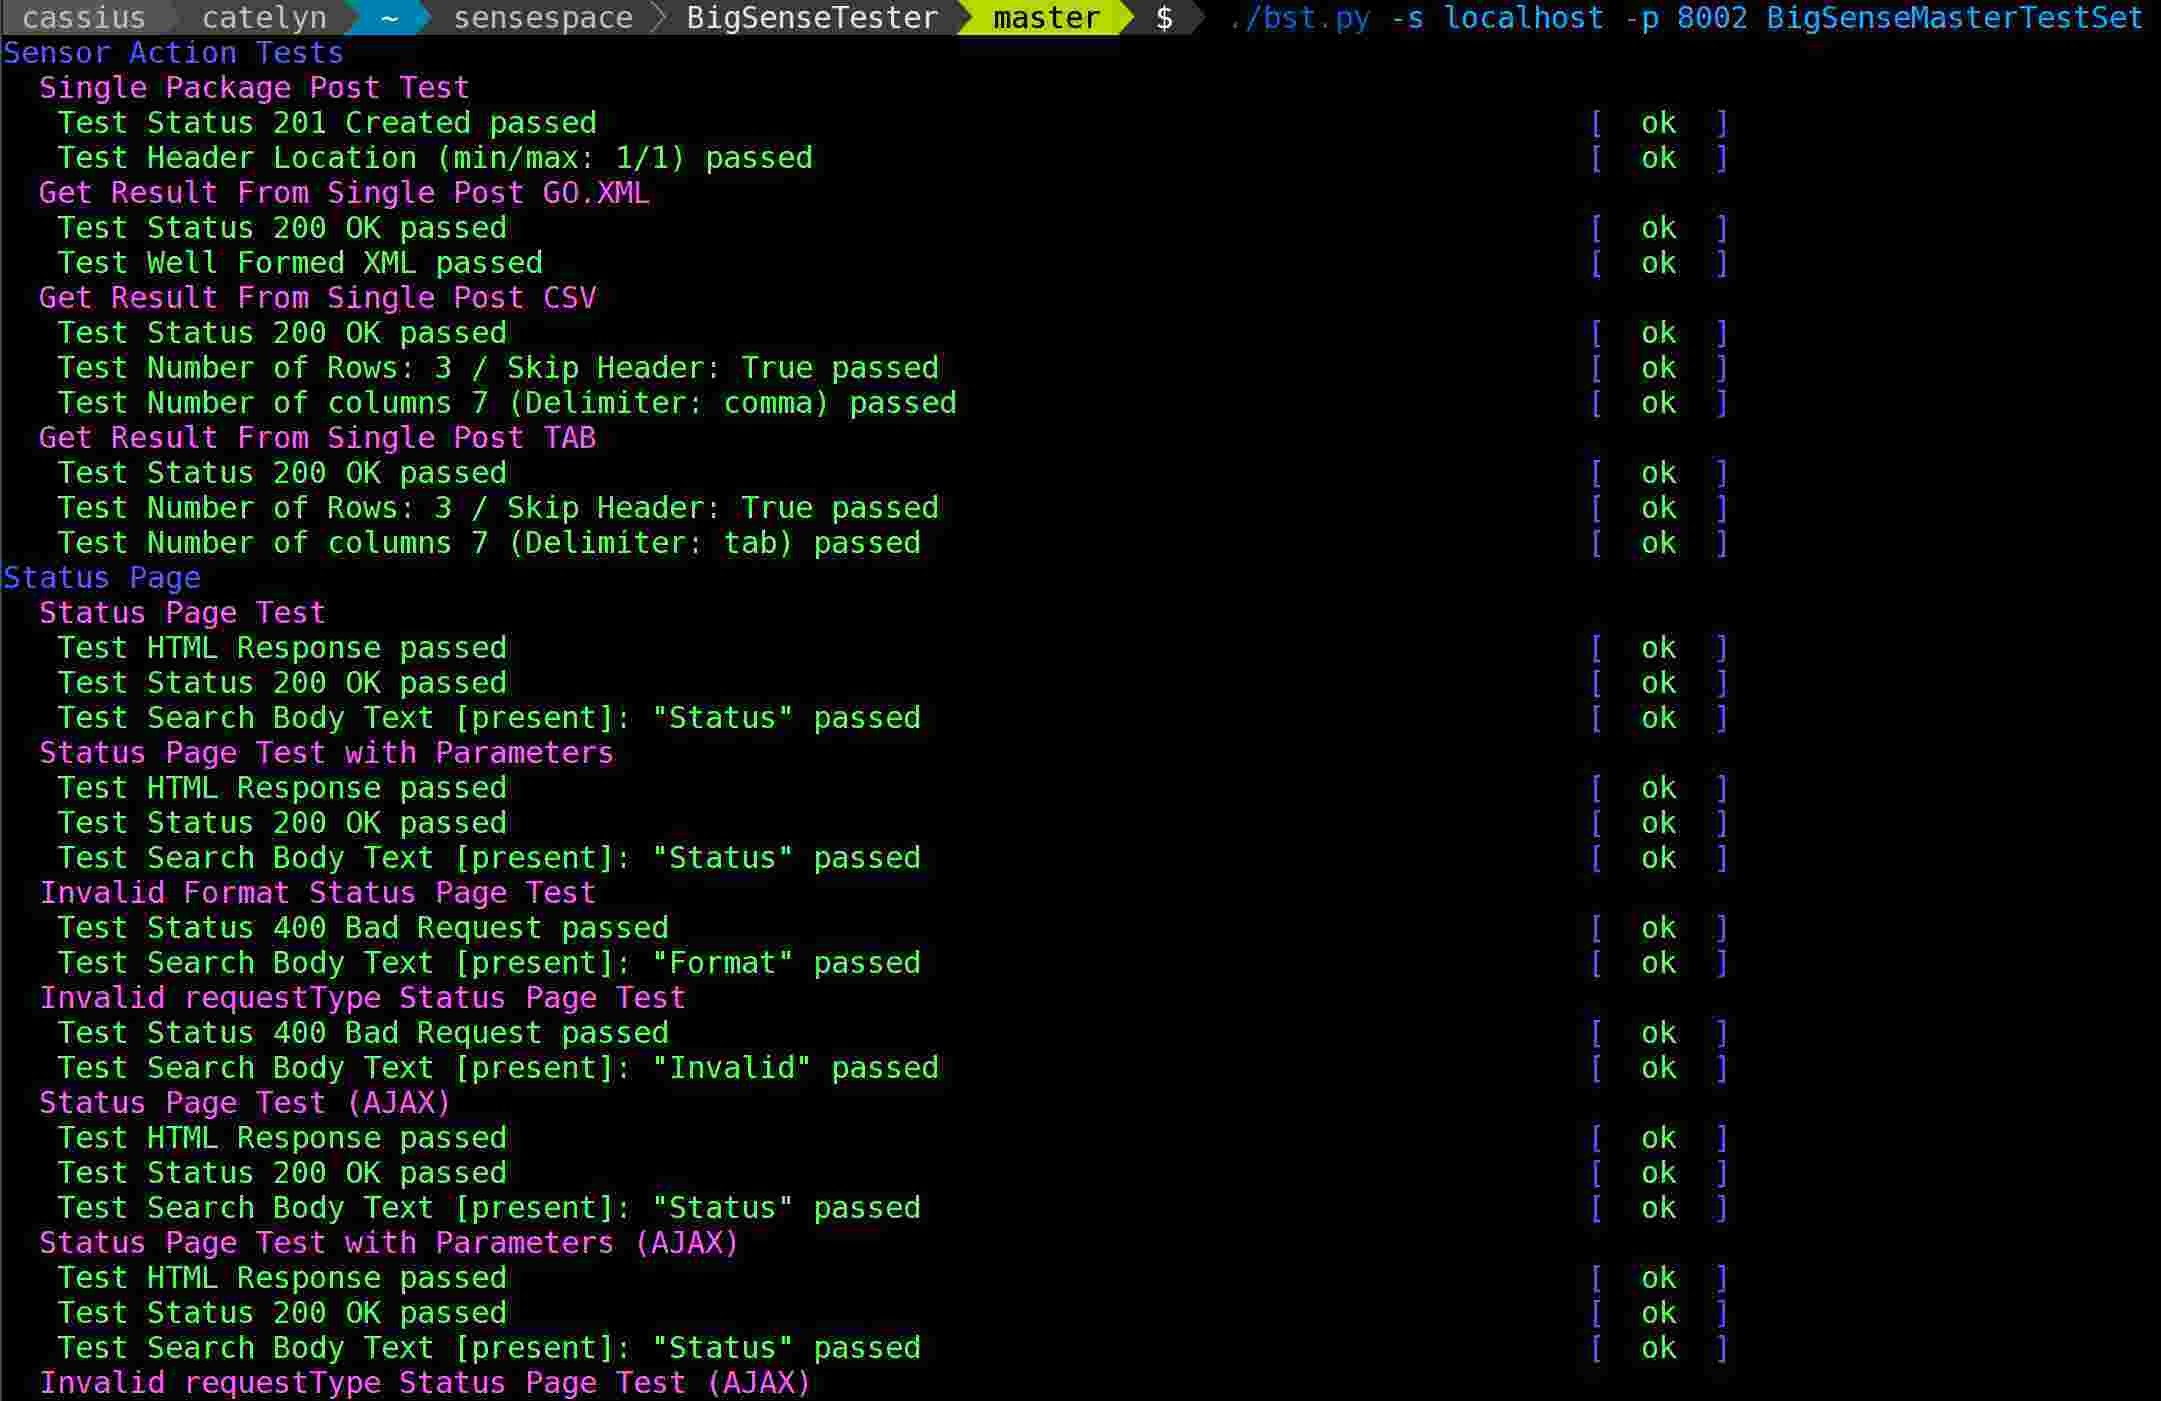 cassius catelyn ~ sensespace BigSenseTester master $ ./bst.py -s localhost -p 8002 BigSenseMasterTestSet
Sensor Action Tests
Single Package Post Test
Test Status 201 Created passed [ ok ]
Test Header Location (min/max: 1/1) passed [ ok ]
Get Result From Single Post GO.XML
Test Status 200 OK passed [ ok ]
Test Well Formed XML passed [ ok ]
Get Result From Single Post CSV
Test Status 200 OK passed [ ok ]
Test Number of Rows: 3 / Skip Header: True passed [ ok ]
Test Number of columns 7 (Delimiter: comma) passed [ ok ]
Get Result From Single Post TAB
Test Status 200 OK passed [ ok ]
Test Number of Rows: 3 / Skip Header: True passed [ ok ]
Test Number of columns 7 (Delimiter: tab) passed [ ok ]
Status Page
Status Page Test
Test HTML Response passed [ ok ]
Test Status 200 OK passed [ ok ]
Test Search Body Text [present]: "Status" passed [ ok ]
Status Page Test with Parameters
Test HTML Response passed [ ok ]
Test Status 200 OK passed [ ok ]
Test Search Body Text [present]: "Status" passed [ ok ]
Invalid Format Status Page Test
Test Status 400 Bad Request passed [ ok ]
Test Search Body Text [present]: "Format" passed [ ok ]
Invalid requestType Status Page Test
Test Status 400 Bad Request passed [ ok ]
Test Search Body Text [present]: "Invalid" passed [ ok ]
Status Page Test (AJAX)
Test HTML Response passed [ ok ]
Test Status 200 OK passed [ ok ]
Test Search Body Text [present]: "Status" passed [ ok ]
Status Page Test with Parameters (AJAX)
Test HTML Response passed [ ok ]
Test Status 200 OK passed [ ok ]
Test Search Body Text [present]: "Status" passed [ ok ]
Invalid requestType Status Page Test (AJAX)